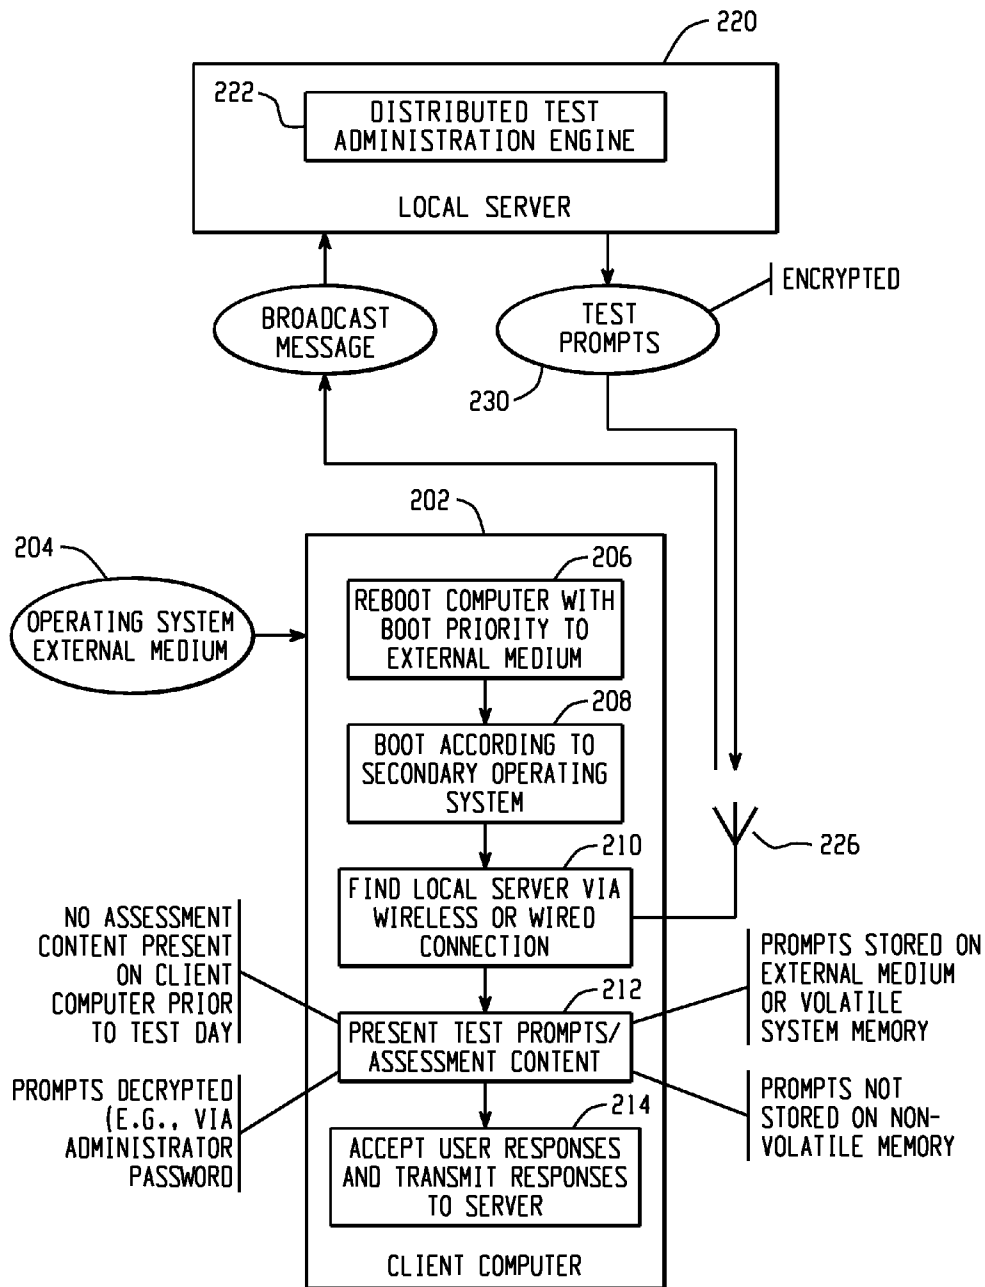 220
222
DISTRIBUTED TEST
ADMINISTRATION ENGINE
LOCAL SERVER
BROADCAST
MESSAGE
TEST
PROMPTS
ENCRYPTED
230
202
204
OPERATING SYSTEM
EXTERNAL MEDIUM
206
REBOOT COMPUTER WITH
BOOT PRIORITY TO
EXTERNAL MEDIUM
208
BOOT ACCORDING TO
SECONDARY OPERATING
SYSTEM
210
FIND LOCAL SERVER VIA
WIRELESS OR WIRED
CONNECTION
226
NO ASSESSMENT
CONTENT PRESENT
ON CLIENT
COMPUTER PRIOR
TO TEST DAY
PROMPTS STORED ON
EXTERNAL MEDIUM
OR VOLATILE
SYSTEM MEMORY
212
PRESENT TEST PROMPTS/
ASSESSMENT CONTENT
PROMPTS DECRYPTED
(E.G., VIA
ADMINISTRATOR
PASSWORD
PROMPTS NOT
STORED ON NON-
VOLATILE MEMORY
214
ACCEPT USER RESPONSES
AND TRANSMIT RESPONSES
TO SERVER
CLIENT COMPUTER